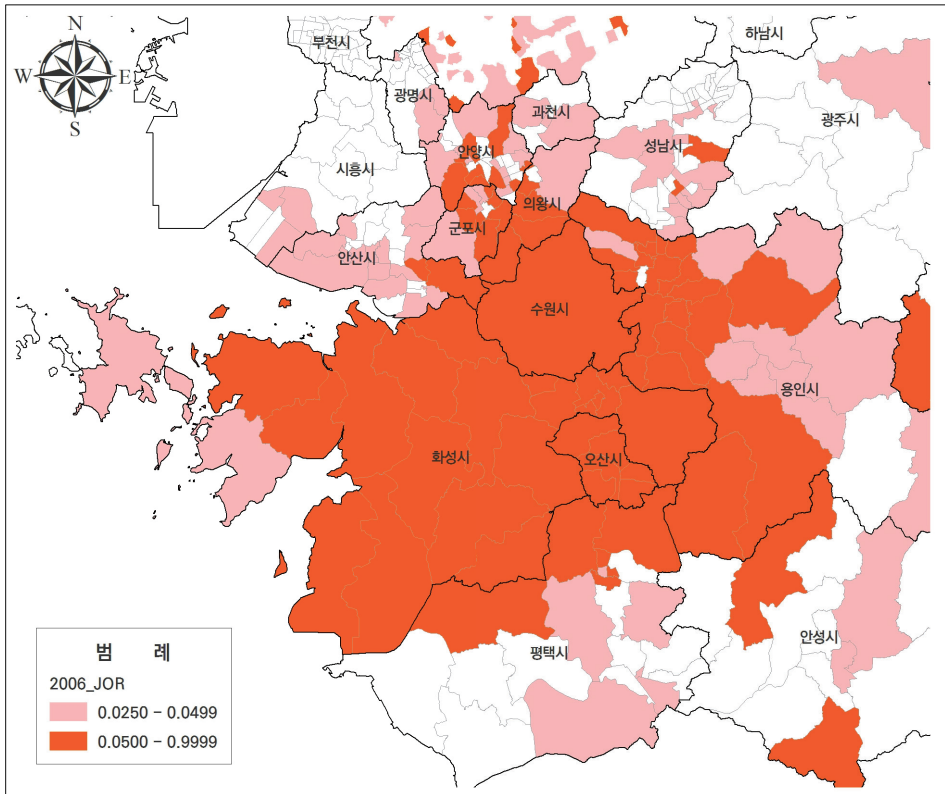 N
W E
S
부천시
하남시
광명시
과천시
광주시
안양시
성남시
시흥시
의왕시
군포시
안산시
수원시
용인시
화성시
오산시
안성시
평택시
범 례
2006_JOR
0.0250 - 0.0499
0.0500 - 0.9999